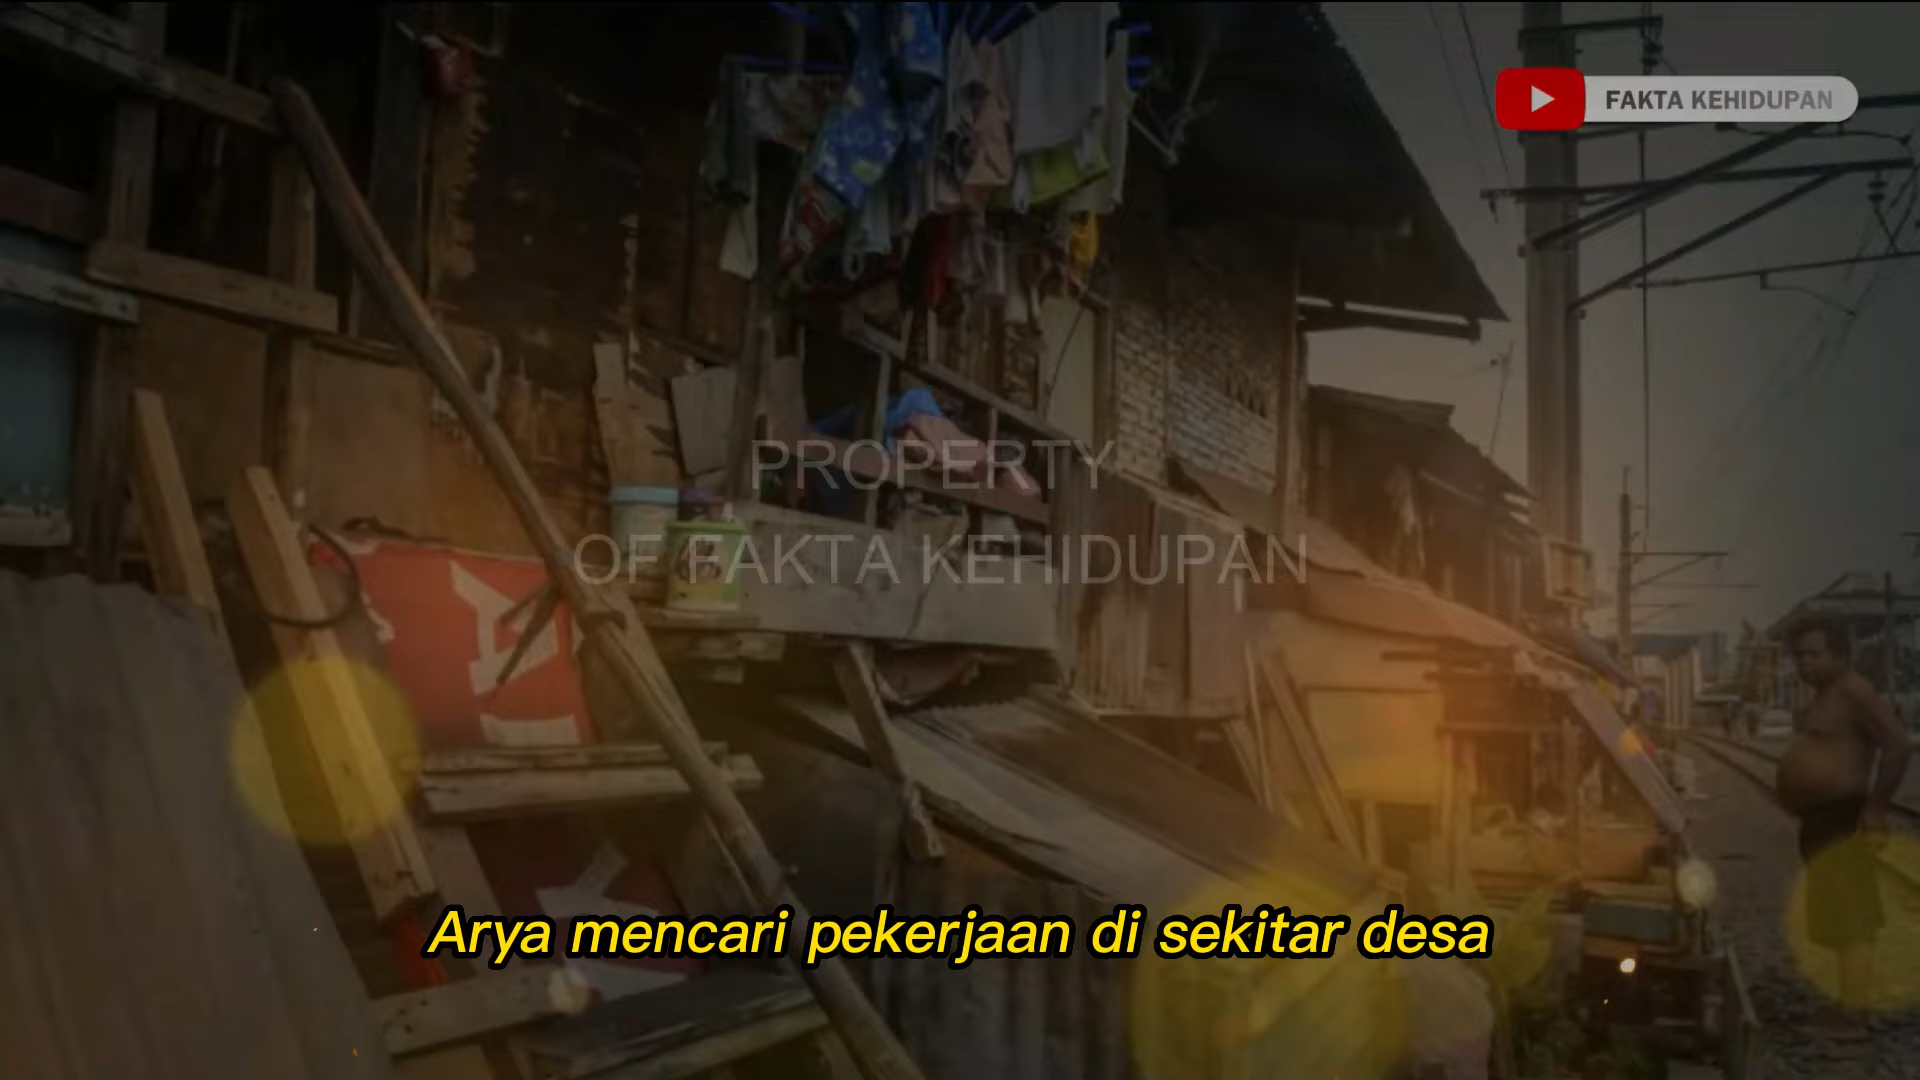 FAKTA KEHIDUPAN
PROPERTY
OF FAKTA KEHIDUPAN
Arya mencari pekerjaan di sekitar desa